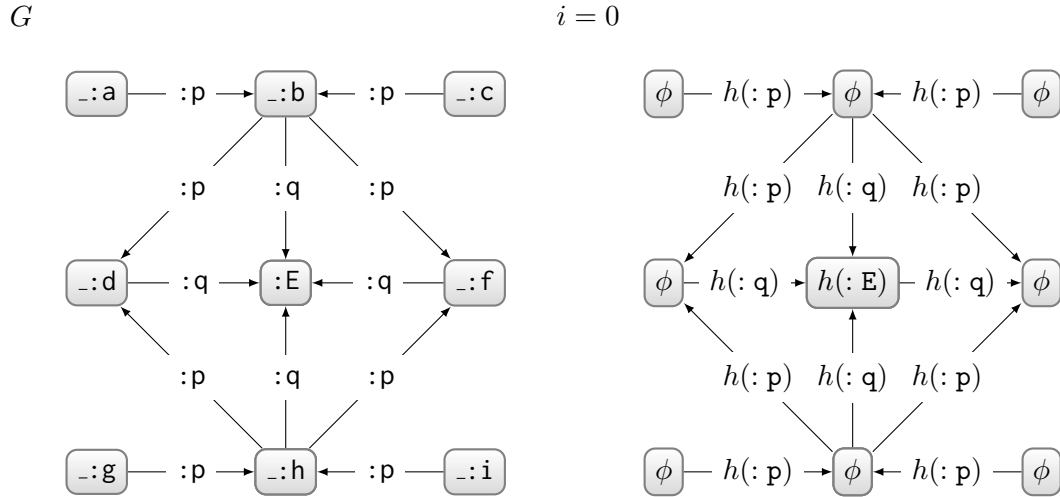 G i = 0
_:a :p _:b :p _:c ϕ h(: p) ϕ h(: p) ϕ
:p :q :p h(: p) h(: q) h(: p)
_:d :q :E :q _:f ϕ h(: q) h(: E) h(: q) ϕ
:p :q :p h(: p) h(: q) h(: p)
_:g :p _:h :p _:i ϕ h(: p) ϕ h(: p) ϕ